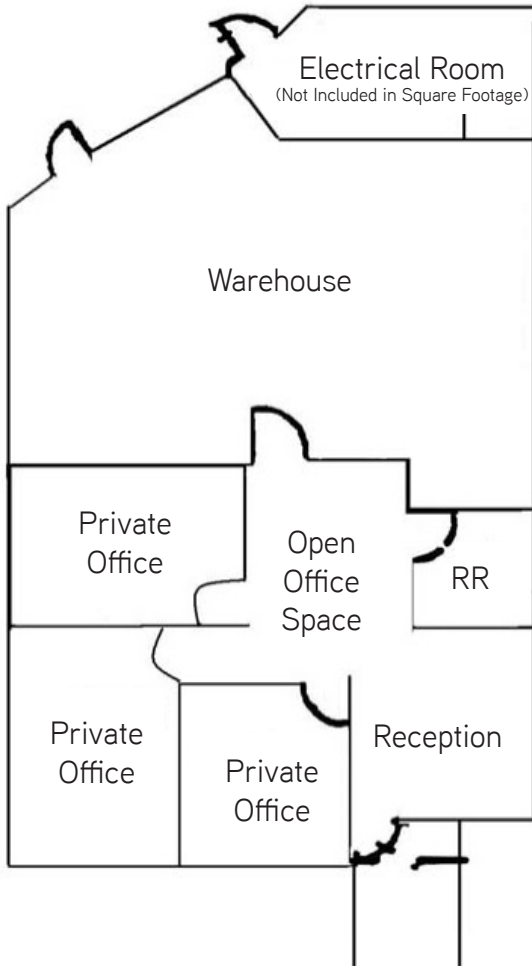 Electrical Room
(Not Included in Square Footage)
Warehouse
Private
Office
Open
Office
Space
RR
Private
Office
Private
Office
Reception